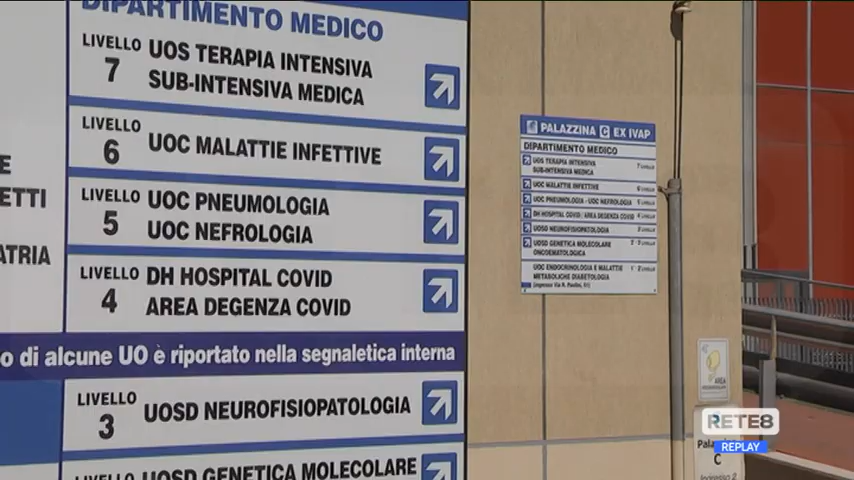 DIPARTIMENTO MEDICO
LIVELLO
7
UOS TERAPIA INTENSIVA
SUB-INTENSIVA MEDICA
LIVELLO
6
UOC MALATTIE INFETTIVE
LIVELLO
5
UOC PNEUMOLOGIA
UOC NEFROLOGIA
LIVELLO
4
DH HOSPITAL COVID
AREA DEGENZA COVID
E
ETTI
ATRIA
o di alcune UO è riportato nella segnaletica interna
LIVELLO
3
UOSD NEUROFISIOPATOLOGIA
UOSD GENETICA MOLECOLARE
PALAZZINA C EX IVAP
DIPARTIMENTO MEDICO
UOS TERAPIA INTENSIVA
SUB-INTENSIVA MEDICA
UOC MALATTIE INFETTIVE
UOC PNEUMOLOGIA - UOC NEFROLOGIA
DH HOSPITAL COVID / AREA DEGENZA COVID
UOSD NEUROFISIOPATOLOGIA
UOSD GENETICA MOLECOLARE
ONCOEMATOLOGICA
UOC ENDOCRINOLOGIA E MALATTIE
METABOLICHE DIABETOLOGIA
AREA
RETE8
REPLAY
C
Ingresso 2